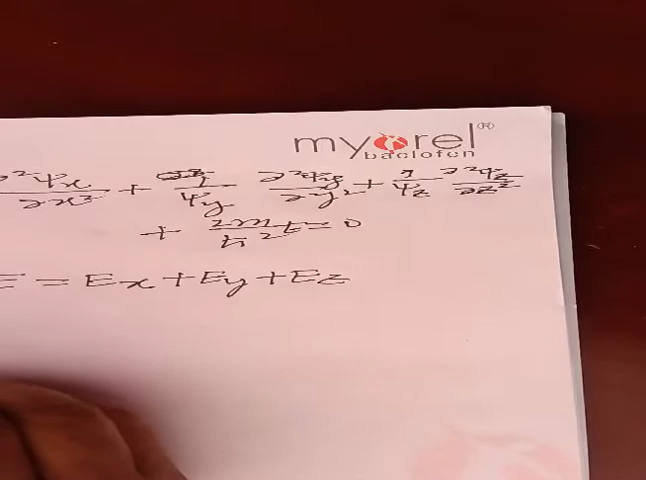 myorel®
baclofen
∂²ψx/∂x² + 1/ψy ∂²ψy/∂y² + 1/ψz ∂²ψz/∂z²
+ 2m/ħ² E = 0
E = Ex + Ey + Ez